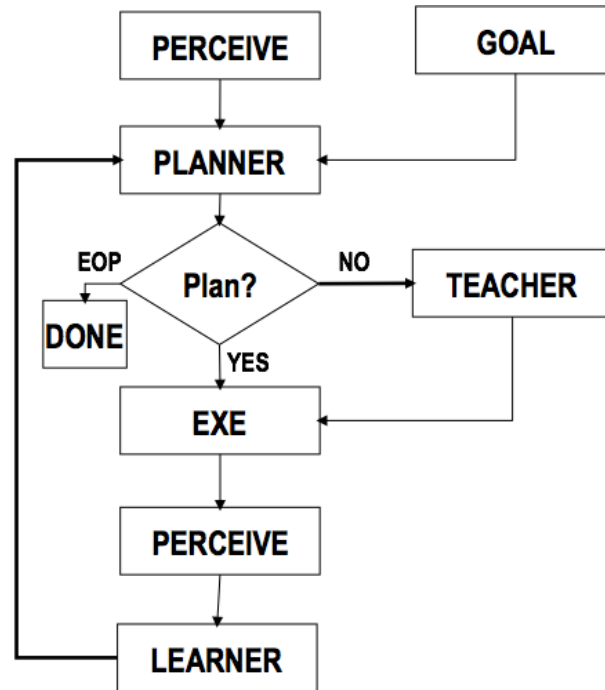 PERCEIVE
GOAL
PLANNER
EOP
Plan?
NO
TEACHER
DONE
YES
EXE
PERCEIVE
LEARNER